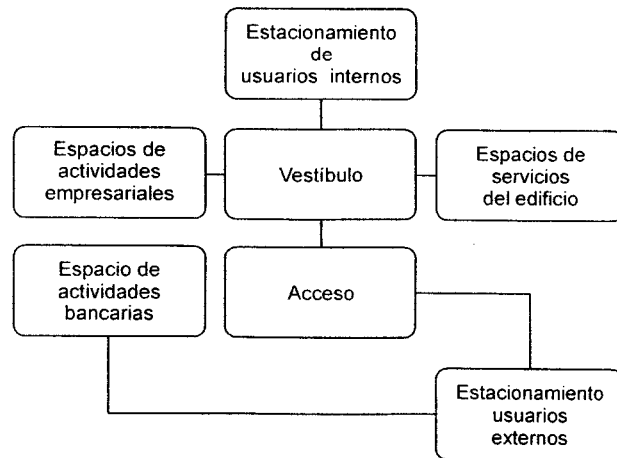 Estacionamiento
de
usuarios internos
Espacios de
actividades
empresariales
Vestíbulo
Espacios de
servicios
del edificio
Espacio de
actividades
bancarias
Acceso
Estacionamiento
usuarios
externos